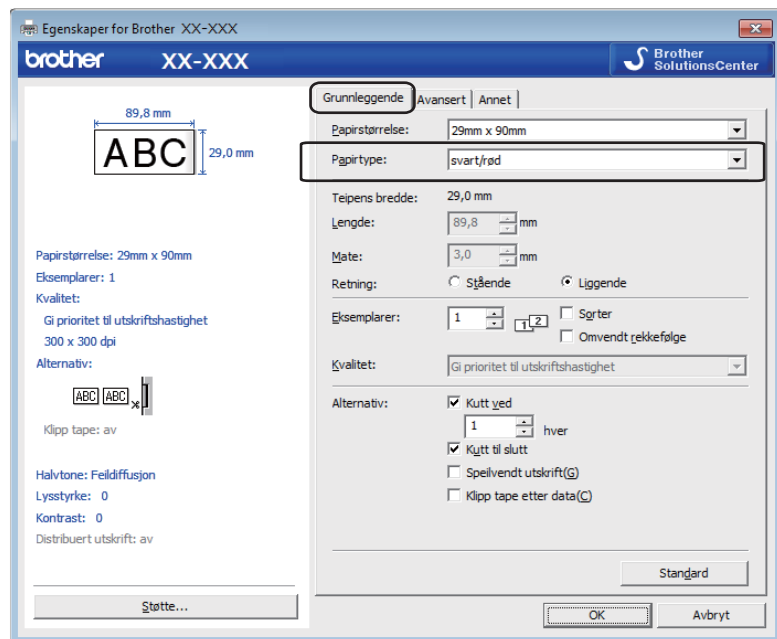 Egenskaper for Brother XX-XXX
brother XX-XXX
Brother
SolutionsCenter
89,8 mm
ABC
29,0 mm
Papirstørrelse: 29mm x 90mm
Eksemplarer: 1
Kvalitet:
Gi prioritet til utskriftshastighet
300 x 300 dpi
Alternativ:
ABC ABC
Klipp tape: av
Halvtone: Feildiffusjon
Lysstyrke: 0
Kontrast: 0
Distribuert utskrift: av
Støtte...
Grunnleggende Avansert Annet
Papirstørrelse: 29mm x 90mm
Papirtype: svart/rød
Teipens bredde: 29,0 mm
Lengde: 89,8 mm
Mate: 3,0 mm
Retning: Stående Liggende
Eksemplarer: 1 1 2 Sorter
Omvendt rekkefølge
Kvalitet: Gi prioritet til utskriftshastighet
Alternativ: Kutt ved
1 hver
Kutt til slutt
Speilvendt utskrift(G)
Klipp tape etter data(C)
Standard
OK Avbryt